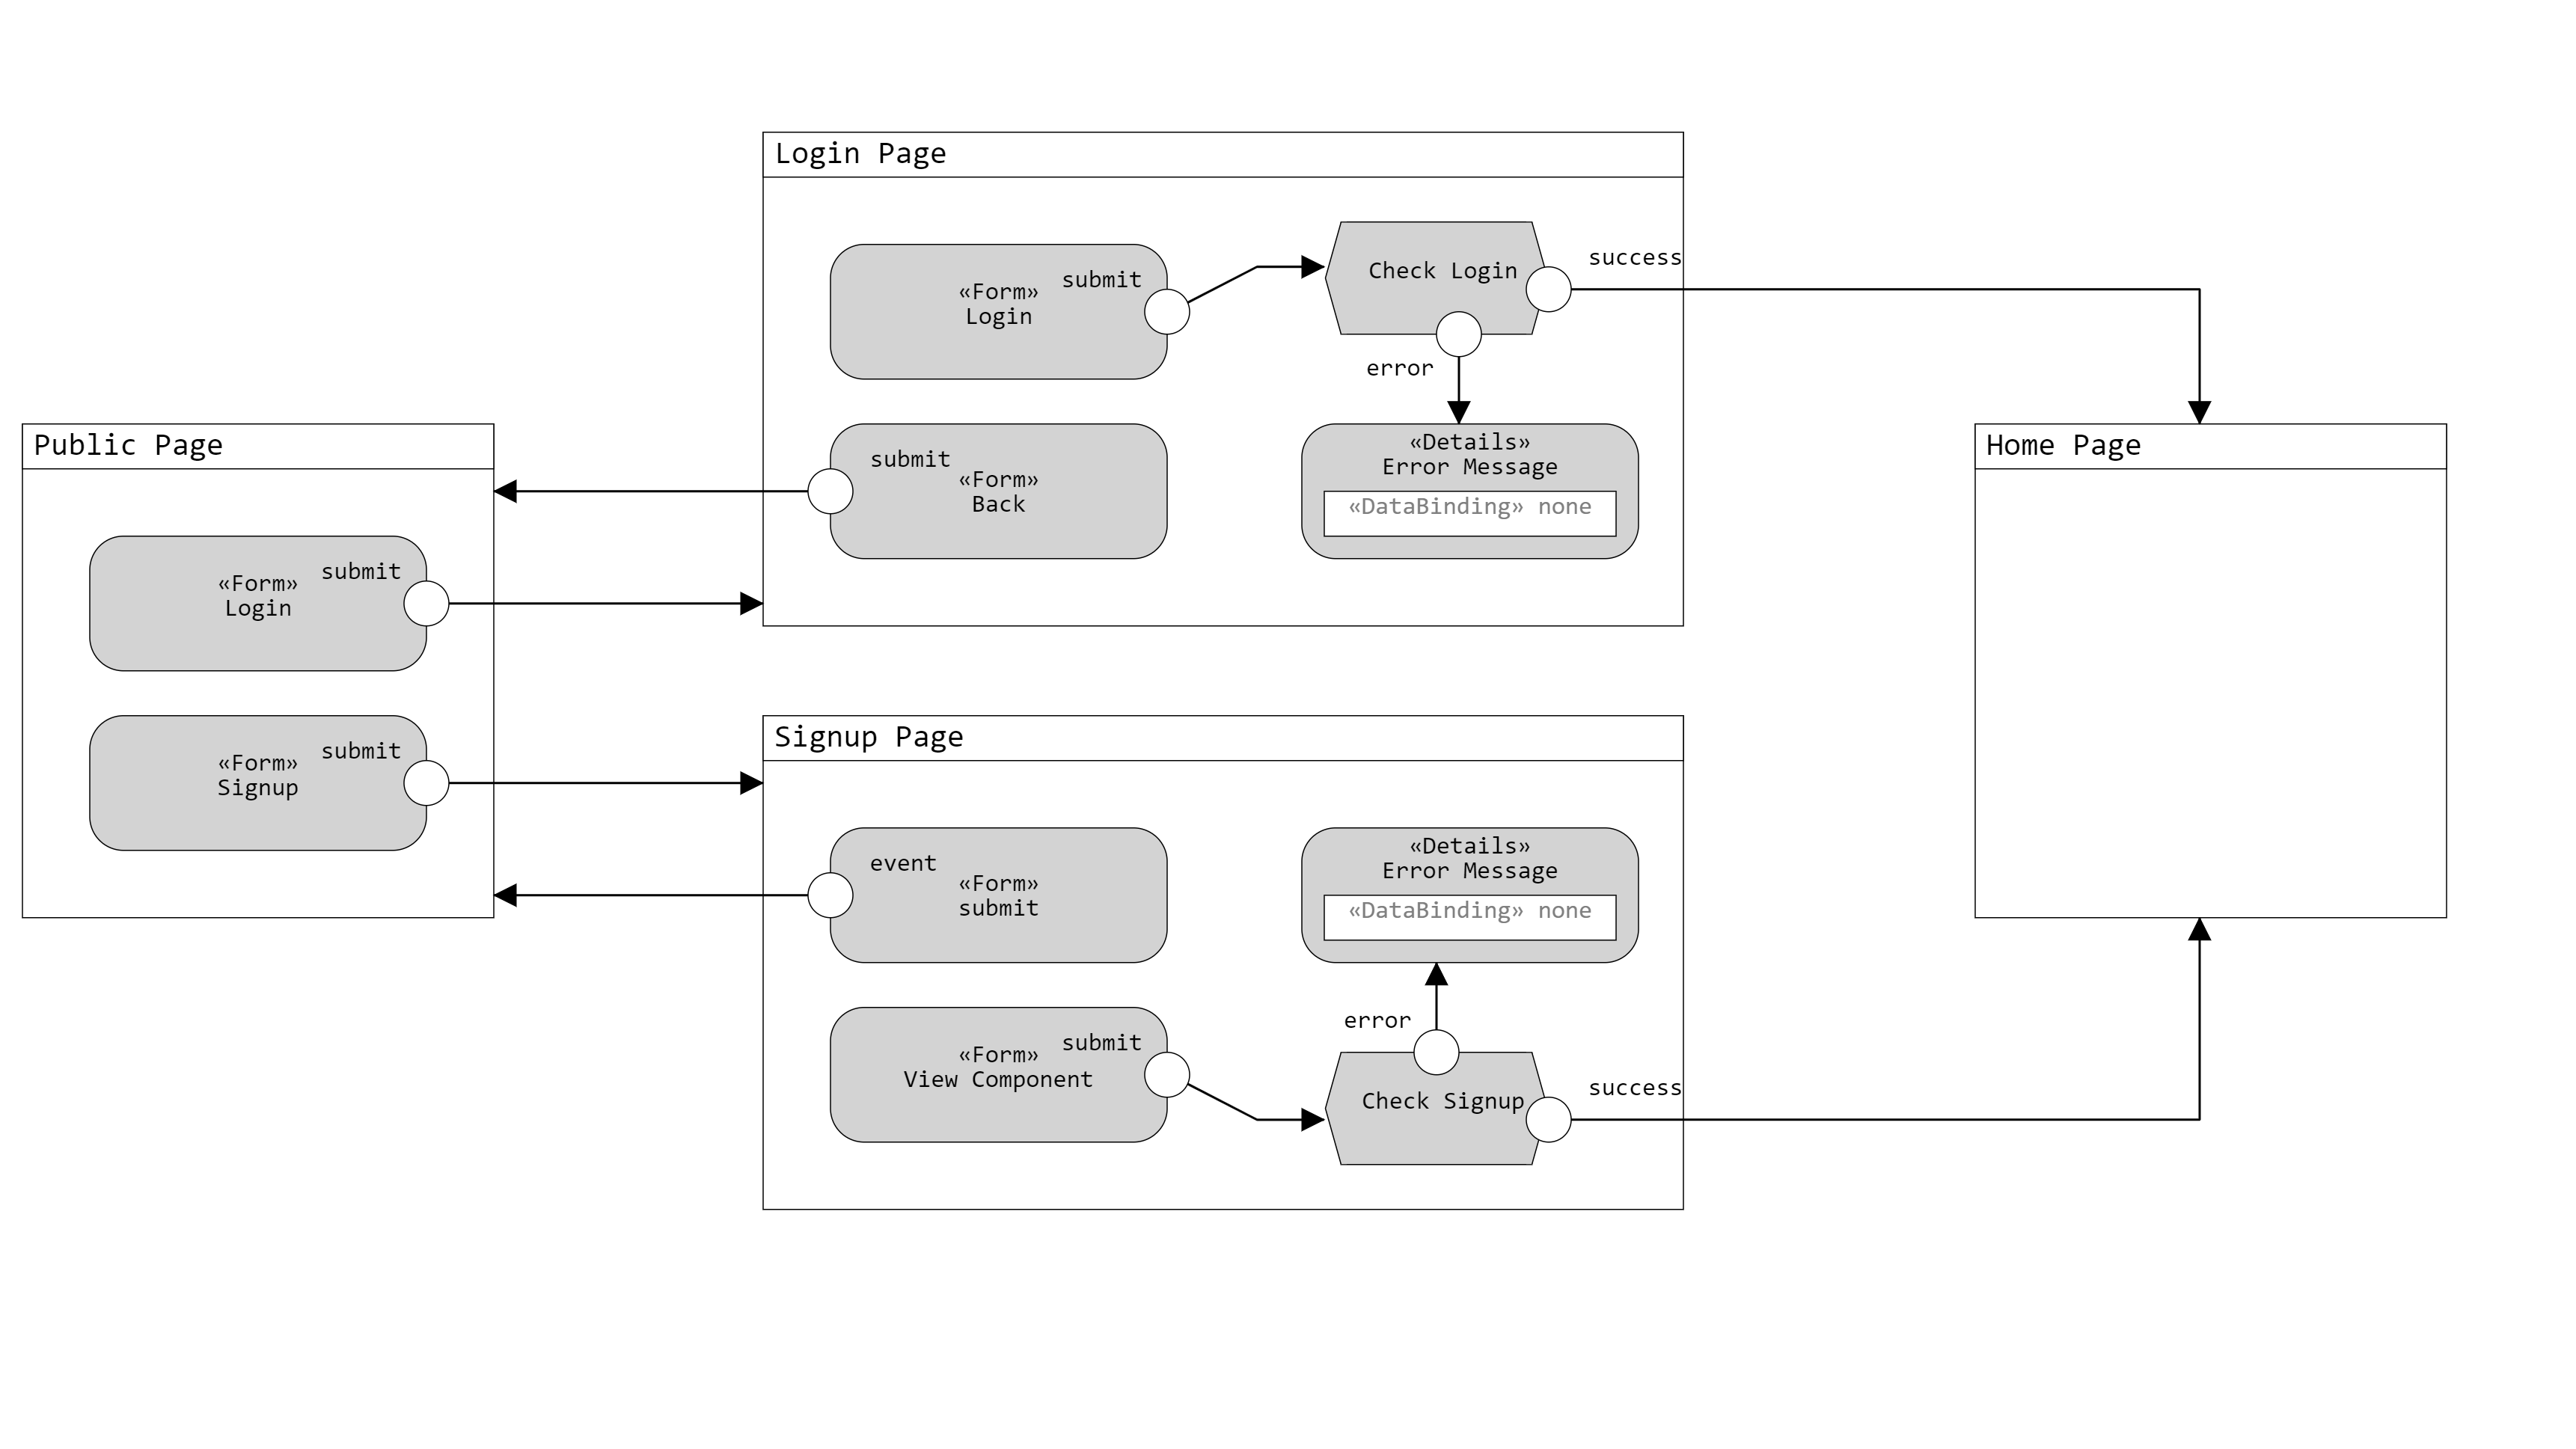 Login Page
«Form»
Login
submit
Check Login
success
error
«Form»
Back
submit
«Details»
Error Message
«DataBinding» none
Public Page
«Form»
Login
submit
«Form»
Signup
submit
Home Page
Signup Page
event
«Form»
submit
«Details»
Error Message
«DataBinding» none
«Form»
View Component
submit
error
Check Signup
success